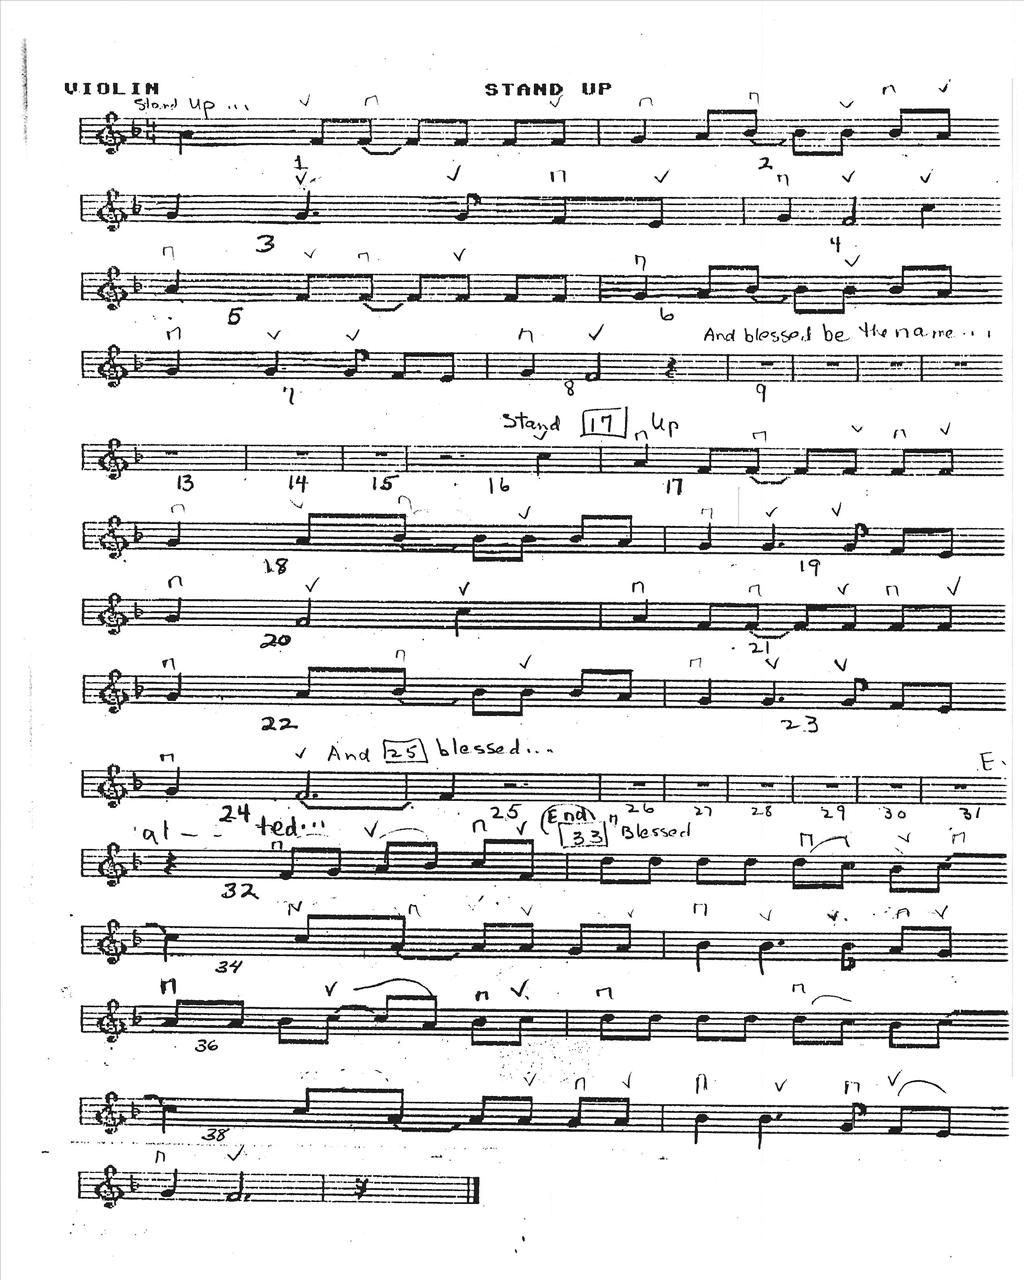 VIOLIN STAND UP
Stand Up ...
1 2
3 4
5 6
And blessed be the name ...
7 8 9
Stand 17 Up
13 14 15 16 17
18 19
20 21
22 23
And 25 blessed... E
24 25 26 27 28 29 30 31
al - - ted... (End) 33 Blessed
32
34
36
38